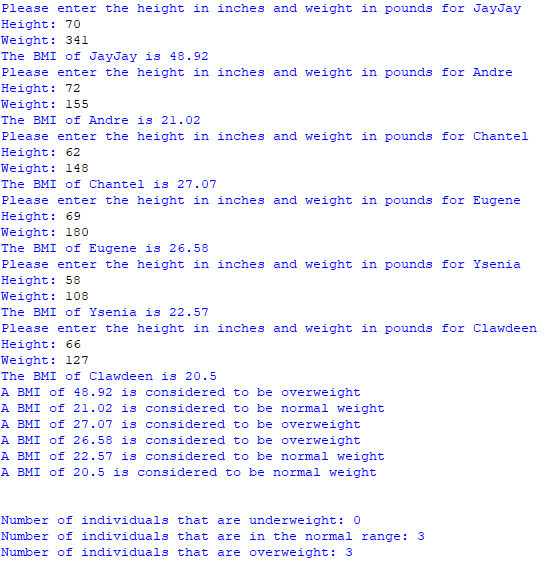 Please enter the height in inches and weight in pounds for JayJay
Height: 70
Weight: 341
The BMI of JayJay is 48.92
Please enter the height in inches and weight in pounds for Andre
Height: 72
Weight: 155
The BMI of Andre is 21.02
Please enter the height in inches and weight in pounds for Chantel
Height: 62
Weight: 148
The BMI of Chantel is 27.07
Please enter the height in inches and weight in pounds for Eugene
Height: 69
Weight: 180
The BMI of Eugene is 26.58
Please enter the height in inches and weight in pounds for Ysenia
Height: 58
Weight: 108
The BMI of Ysenia is 22.57
Please enter the height in inches and weight in pounds for Clawdeen
Height: 66
Weight: 127
The BMI of Clawdeen is 20.5
A BMI of 48.92 is considered to be overweight
A BMI of 21.02 is considered to be normal weight
A BMI of 27.07 is considered to be overweight
A BMI of 26.58 is considered to be overweight
A BMI of 22.57 is considered to be normal weight
A BMI of 20.5 is considered to be normal weight
Number of individuals that are underweight: 0
Number of individuals that are in the normal range: 3
Number of individuals that are overweight: 3